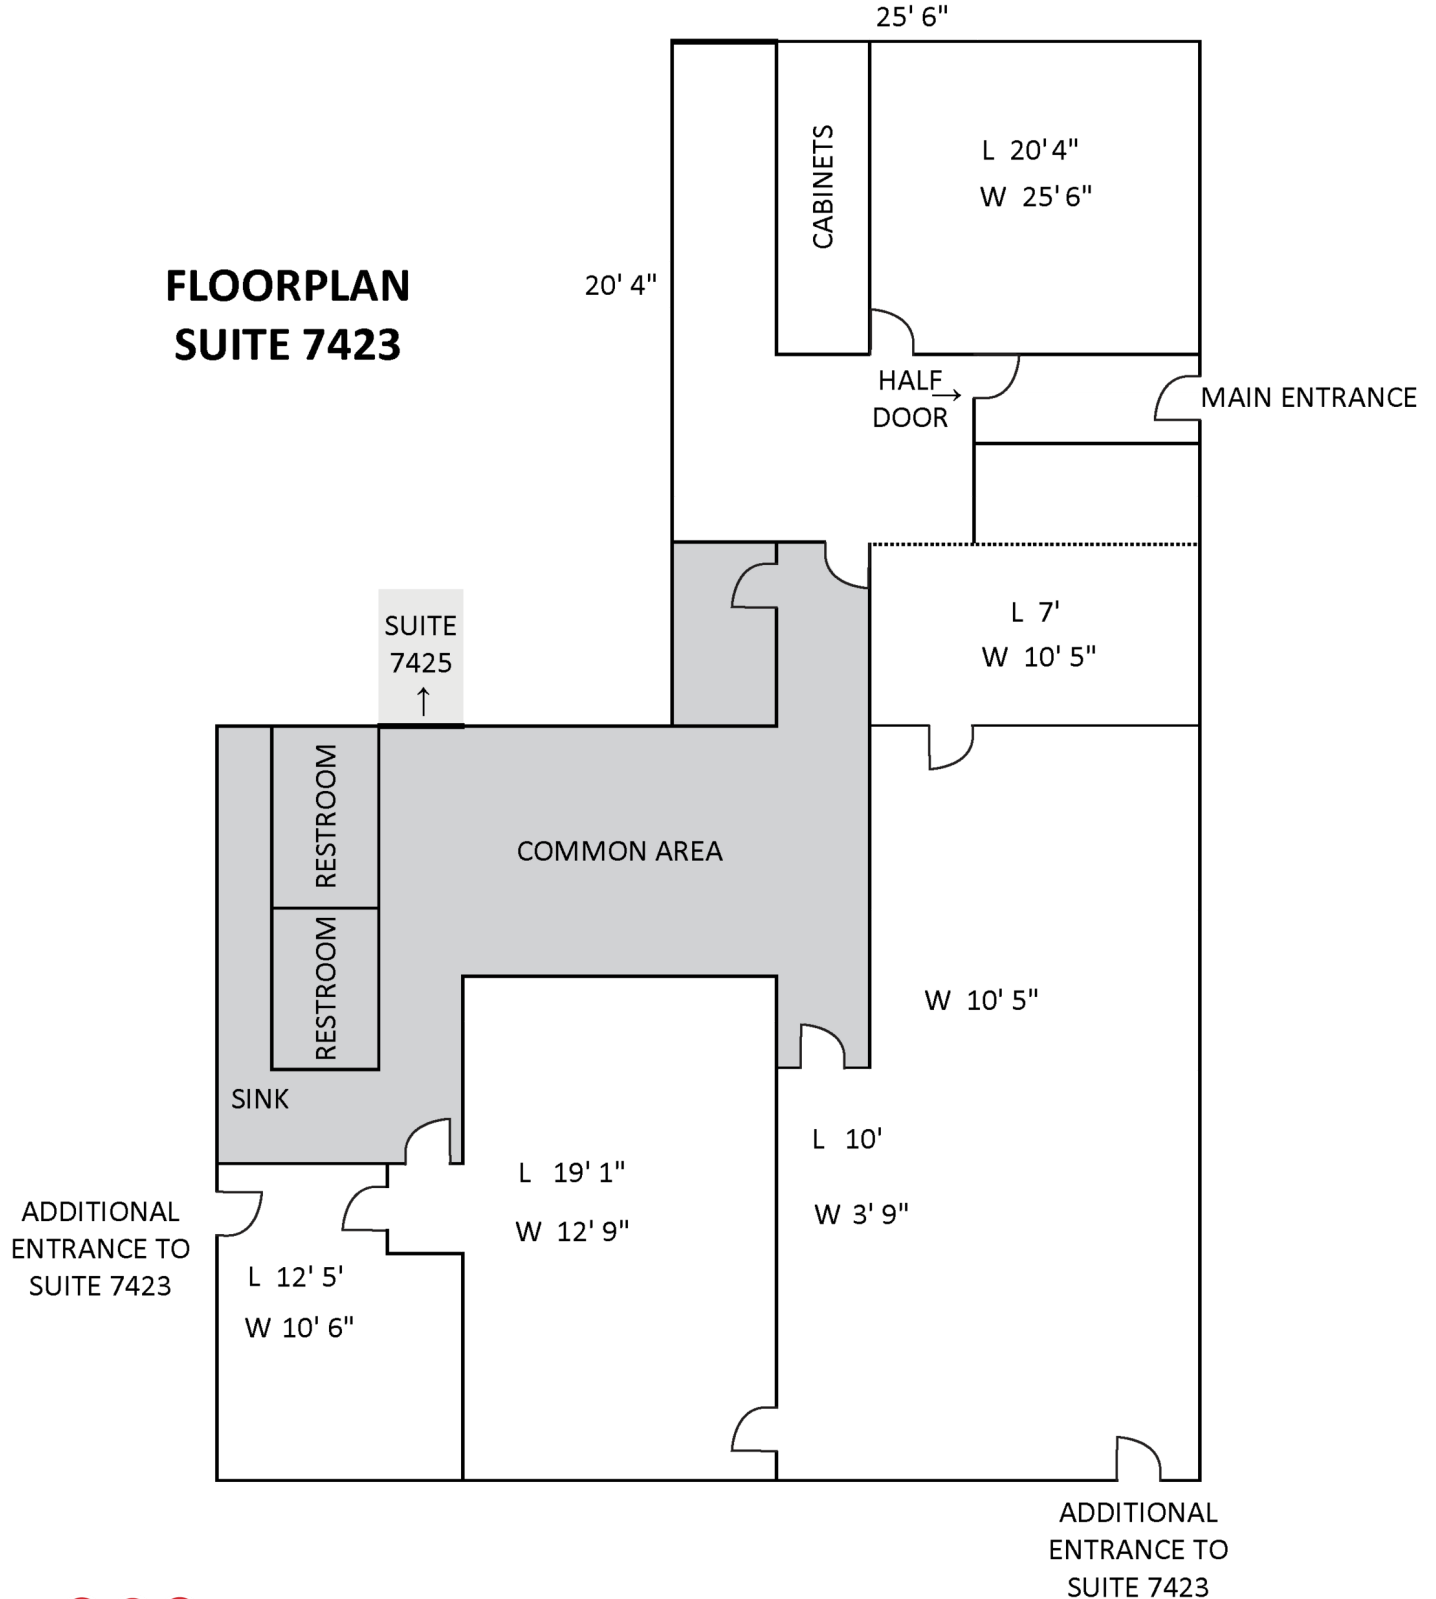 25' 6"
CABINETS
L 20' 4"
W 25' 6"
FLOORPLAN
SUITE 7423
20' 4"
HALF
DOOR →
MAIN ENTRANCE
SUITE
7425
↑
L 7'
W 10' 5"
RESTROOM
COMMON AREA
RESTROOM
W 10' 5"
SINK
L 10'
W 3' 9"
L 19' 1"
W 12' 9"
ADDITIONAL
ENTRANCE TO
SUITE 7423
L 12' 5'
W 10' 6"
ADDITIONAL
ENTRANCE TO
SUITE 7423